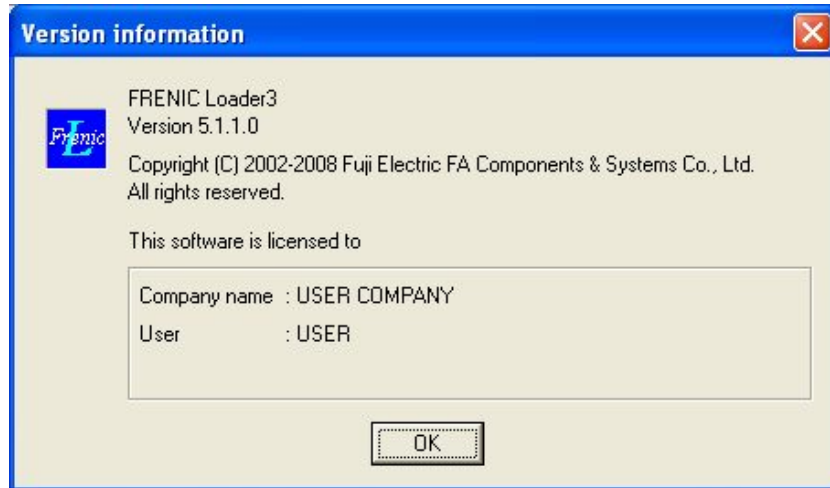 Version information
Frenic
L
FRENIC Loader3
Version 5.1.1.0
Copyright (C) 2002-2008 Fuji Electric FA Components & Systems Co., Ltd.
All rights reserved.
This software is licensed to
Company name : USER COMPANY
User : USER
OK